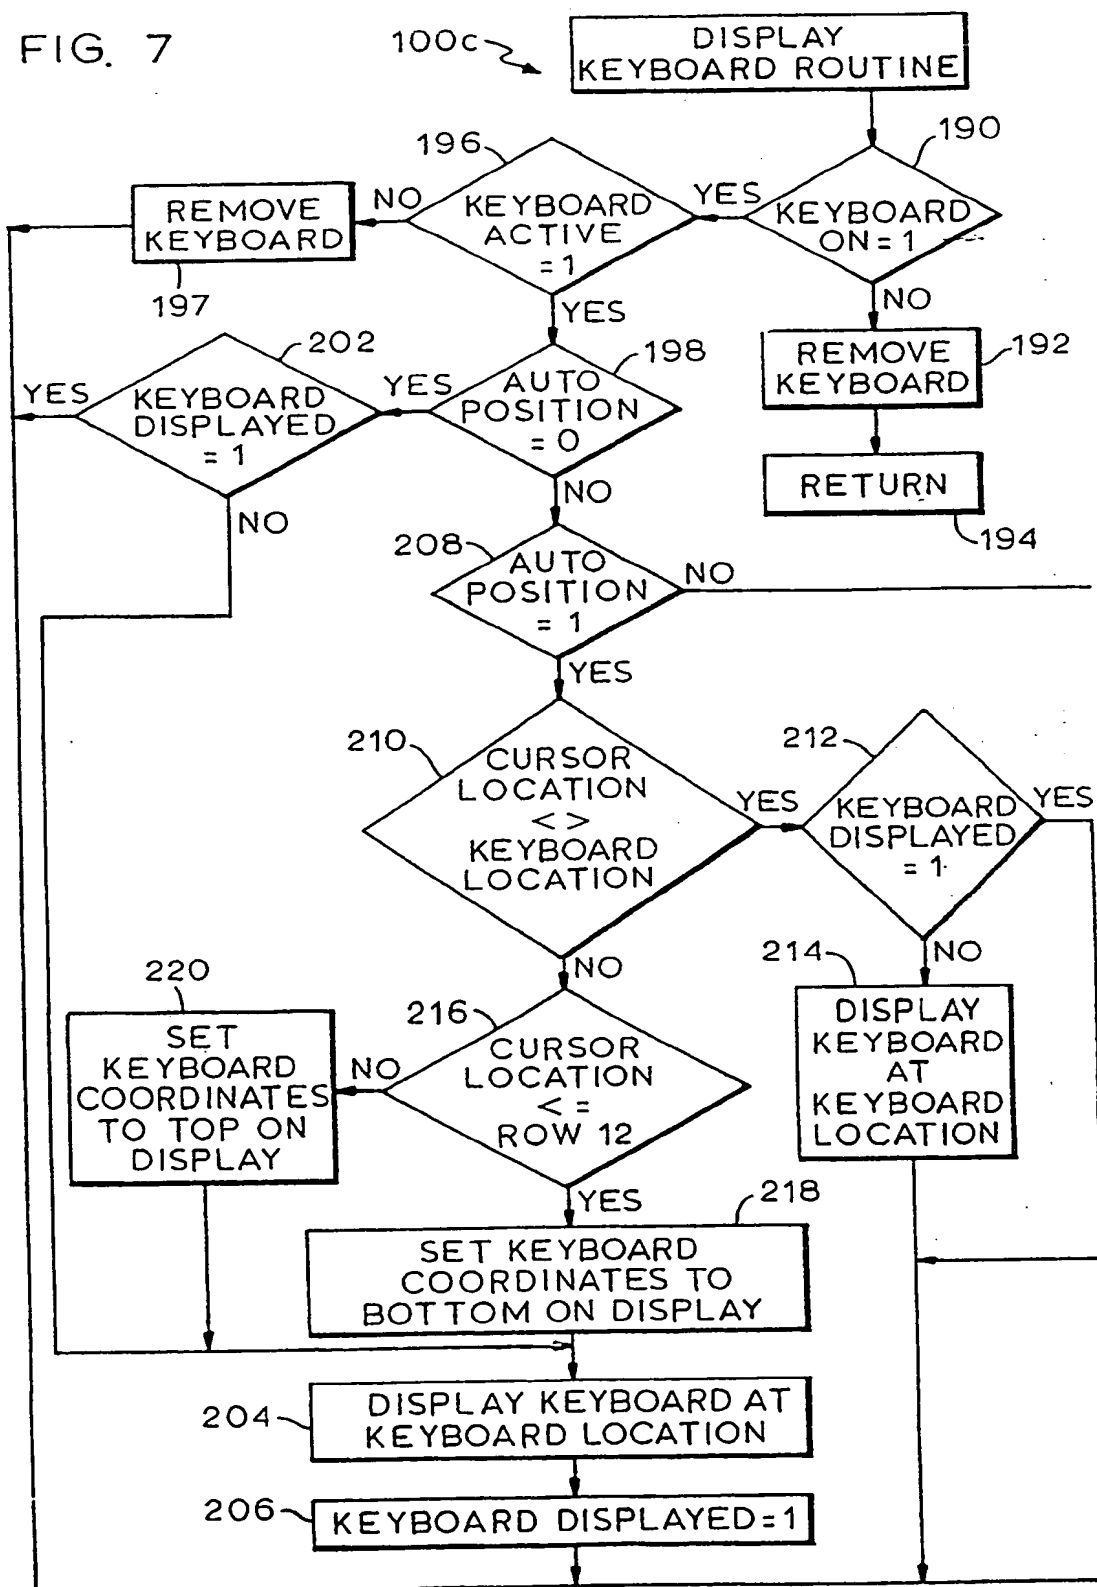 FIG. 7
100c
DISPLAY
KEYBOARD ROUTINE
190
KEYBOARD
ON = 1
YES
NO
196
KEYBOARD
ACTIVE
= 1
NO
YES
REMOVE
KEYBOARD
197
REMOVE
KEYBOARD
192
RETURN
194
198
AUTO
POSITION
= 0
YES
NO
202
KEYBOARD
DISPLAYED
= 1
YES
NO
208
AUTO
POSITION
= 1
NO
YES
210
CURSOR
LOCATION
< >
KEYBOARD
LOCATION
YES
NO
212
KEYBOARD
DISPLAYED
= 1
YES
NO
214
DISPLAY
KEYBOARD
AT
KEYBOARD
LOCATION
216
CURSOR
LOCATION
< =
ROW 12
NO
YES
220
SET
KEYBOARD
COORDINATES
TO TOP ON
DISPLAY
218
SET KEYBOARD
COORDINATES TO
BOTTOM ON DISPLAY
204
DISPLAY KEYBOARD AT
KEYBOARD LOCATION
206
KEYBOARD DISPLAYED = 1